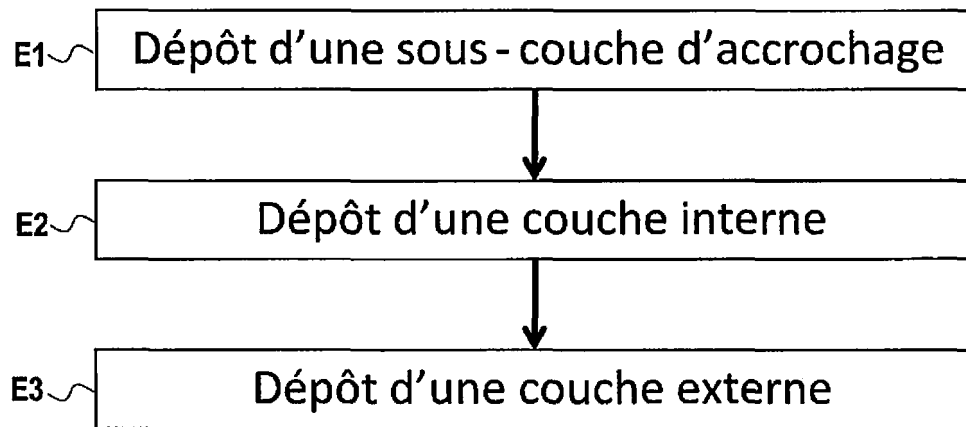 E1 Dépôt d'une sous-couche d'accrochage
E2 Dépôt d'une couche interne
E3 Dépôt d'une couche externe